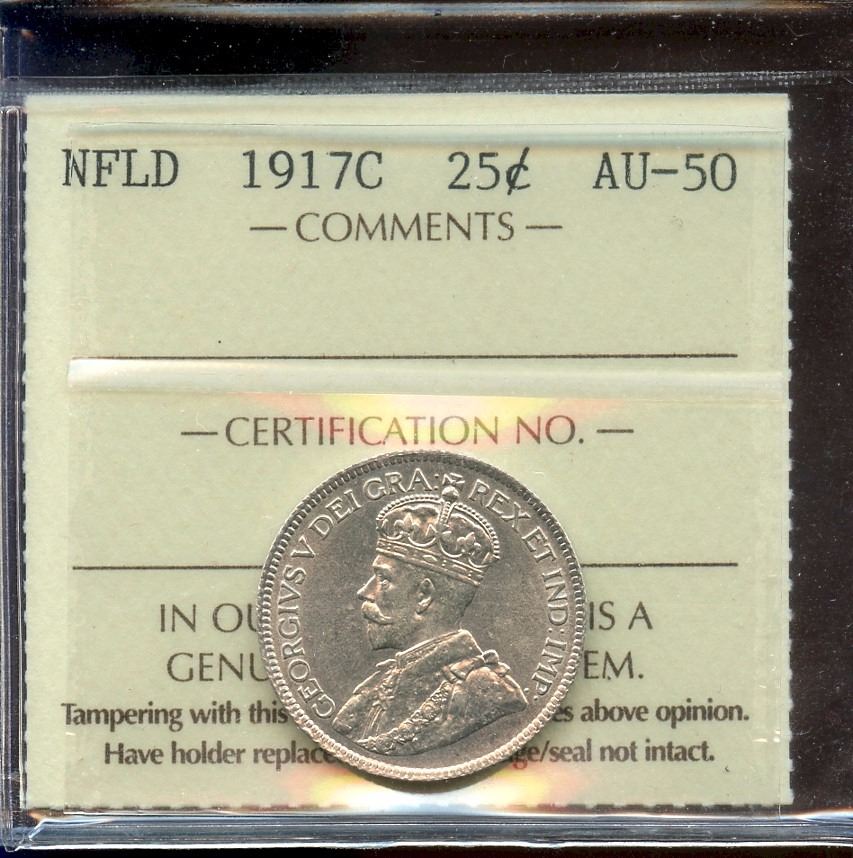 NFLD 1917C 25¢ AU-50
— COMMENTS —
— CERTIFICATION NO. —
GEORGIVS V DEI GRA: REX ET IND: IMP:
IN OU IS A
GENU EM.
Tampering with this es above opinion.
Have holder replace ge/seal not intact.